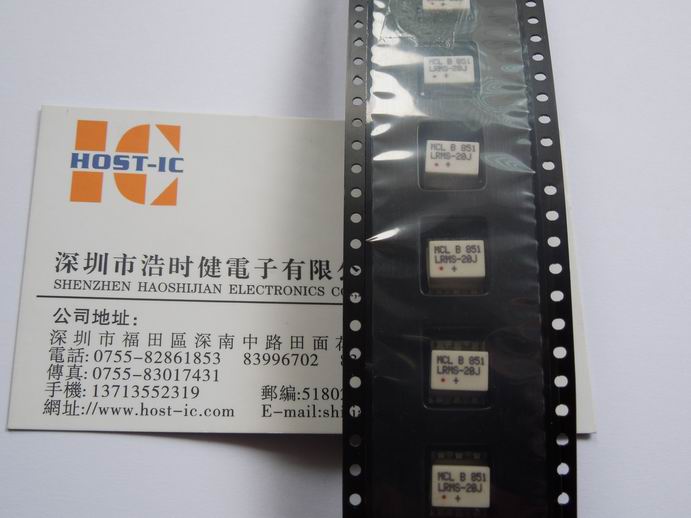 HOST-IC
深圳市浩时健電子有限
SHENZHEN HAOSHIJIAN ELECTRONICS CO
公司地址:
深圳市福田區深南中路田面
電話: 0755-82861853 83996702
傳真: 0755-83017431
手機: 13713552319 郵編:5180
網址://www.host-ic.com E-mail:shi
MCL B 851
LRMS-20J
MCL B 851
LRMS-20J
MCL B 851
LRMS-20J
MCL B 851
LRMS-20J
MCL B 851
LRMS-20J